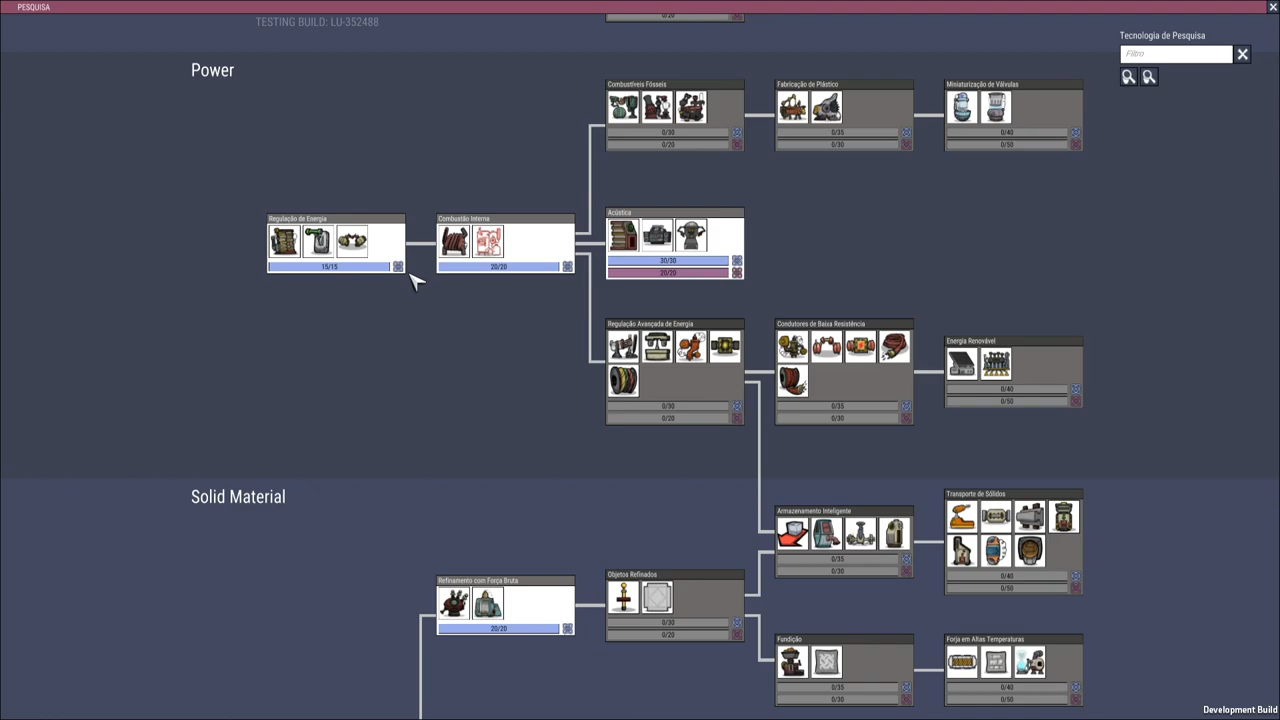 PESQUISA
TESTING BUILD: LU-352488
0/20
Tecnologia de Pesquisa
Filtro
Power
Combustíveis Fósseis
0/30
0/20
Fabricação de Plástico
0/35
0/30
Miniaturização de Válvulas
0/40
0/50
Regulação de Energia
15/15
Combustão Interna
20/20
Acústica
30/30
20/20
Regulação Avançada de Energia
0/30
0/20
Condutores de Baixa Resistência
0/35
0/30
Energia Renovável
0/40
0/50
Solid Material
Armazenamento Inteligente
0/35
0/30
Transporte de Sólidos
0/40
0/50
Refinamento com Força Bruta
20/20
Objetos Refinados
0/30
0/20
Fundição
0/35
0/30
Forja em Altas Temperaturas
0/40
0/50
Development Build